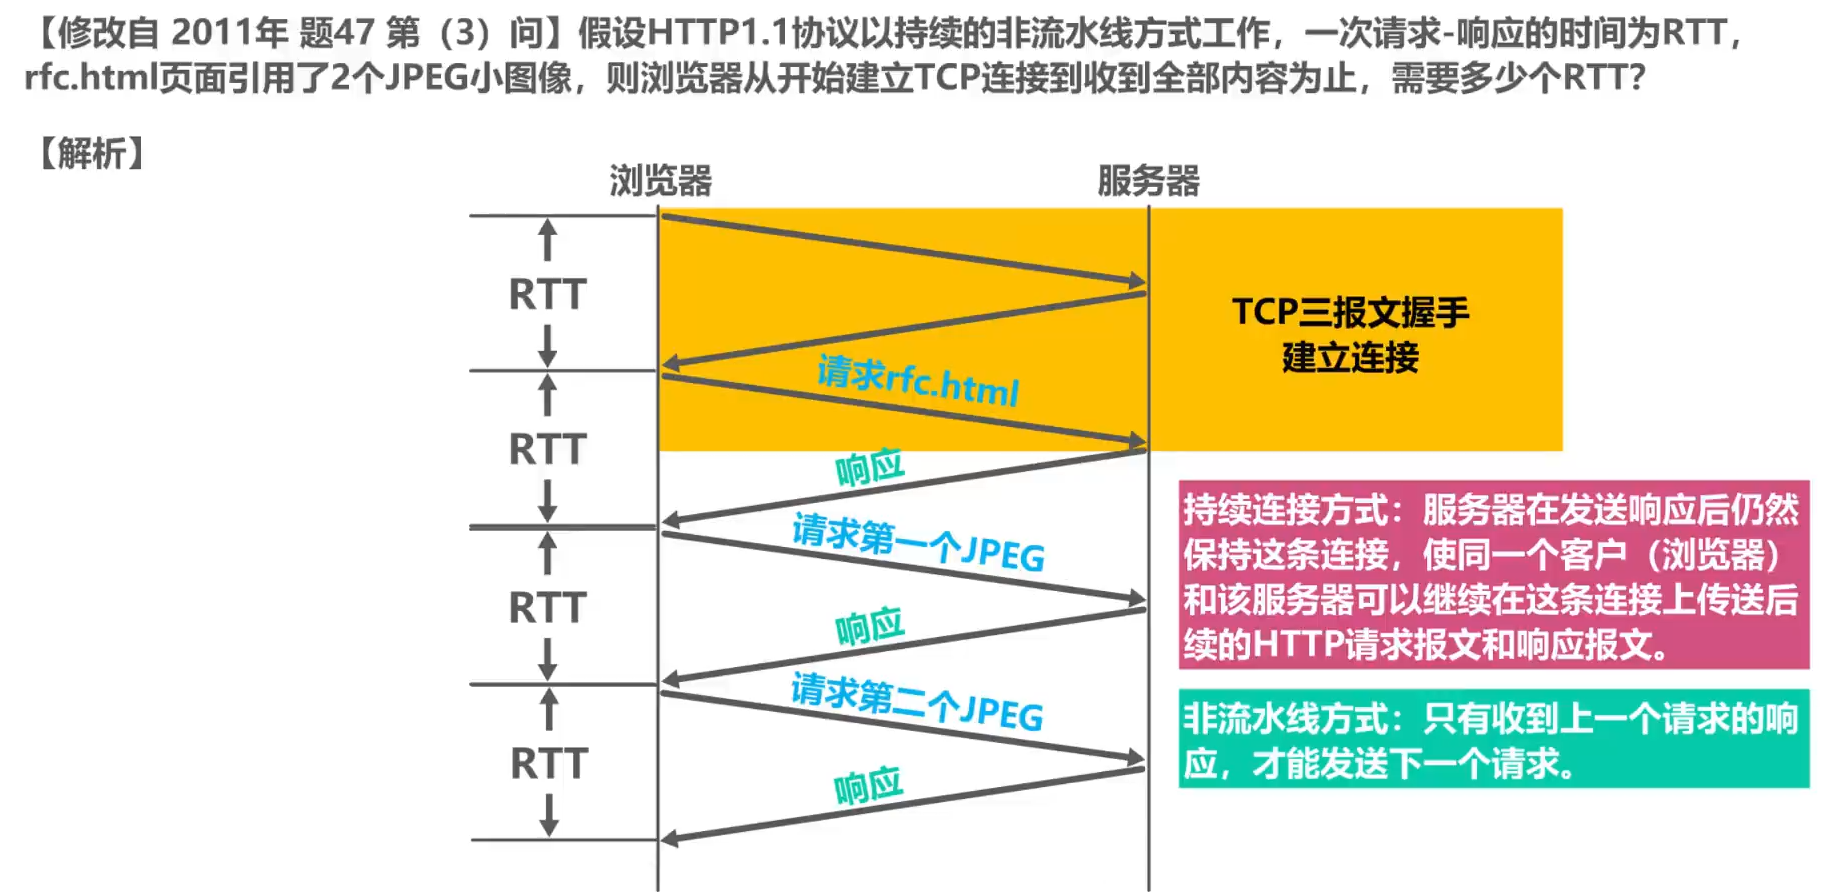 【修改自 2011年 题47 第（3）问】假设HTTP1.1协议以持续的非流水线方式工作，一次请求-响应的时间为RTT，
rfc.html页面引用了2个JPEG小图像，则浏览器从开始建立TCP连接到收到全部内容为止，需要多少个RTT？
【解析】
浏览器
服务器
RTT
TCP三报文握手
建立连接
请求rfc.html
RTT
响应
持续连接方式：服务器在发送响应后仍然
保持这条连接，使同一个客户（浏览器）
和该服务器可以继续在这条连接上传送后
续的HTTP请求报文和响应报文。
请求第一个JPEG
RTT
响应
请求第二个JPEG
非流水线方式：只有收到上一个请求的响
应，才能发送下一个请求。
RTT
响应